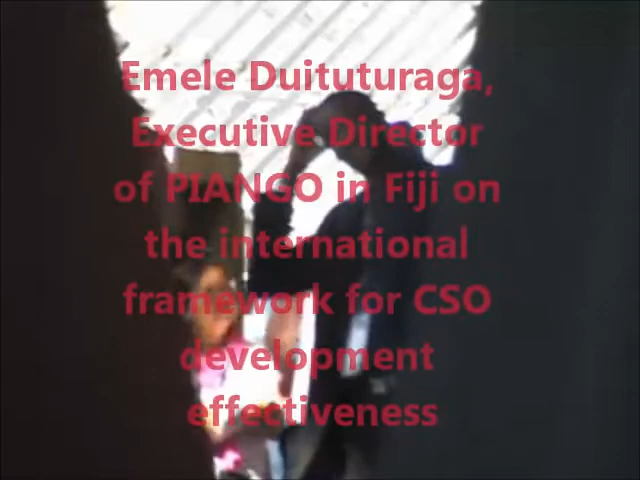 Emele Duituturaga,
Executive Director
of PIANGO in Fiji on
the international
framework for CSO
development
effectiveness